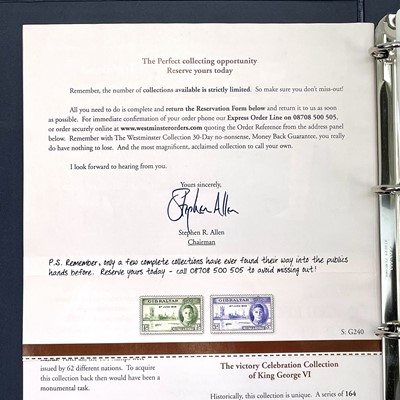 The Perfect collecting opportunity
Reserve yours today
Remember, the number of collections available is strictly limited. So make sure you don't miss-out!
All you need to do is complete and return the Reservation Form below and return it to us as soon
as possible. For immediate confirmation of your order phone our Express Order Line on 08708 500 505,
or order securely online at www.westminsterorders.com quoting the Order Reference from the address panel
below. Remember with The Westminster Collection 30-Day no-nonsense, Money Back Guarantee, you really
do have nothing to lose. And the most magnificent, acclaimed collection to call your own.
I look forward to hearing from you.
Yours sincerely,
Stephen Allen
Stephen R. Allen
Chairman
P.S. Remember, only a few complete collections have ever found their way into the publics
hands before. Reserve yours today - call 08708 500 505 to avoid missing out!
GIBRALTAR
GIBRALTAR
S: G240
issued by 62 different nations. To acquire
this collection back then would have been a
monumental task.
The victory Celebration Collection
of King George VI
Historically, this collection is unique. A series of 164